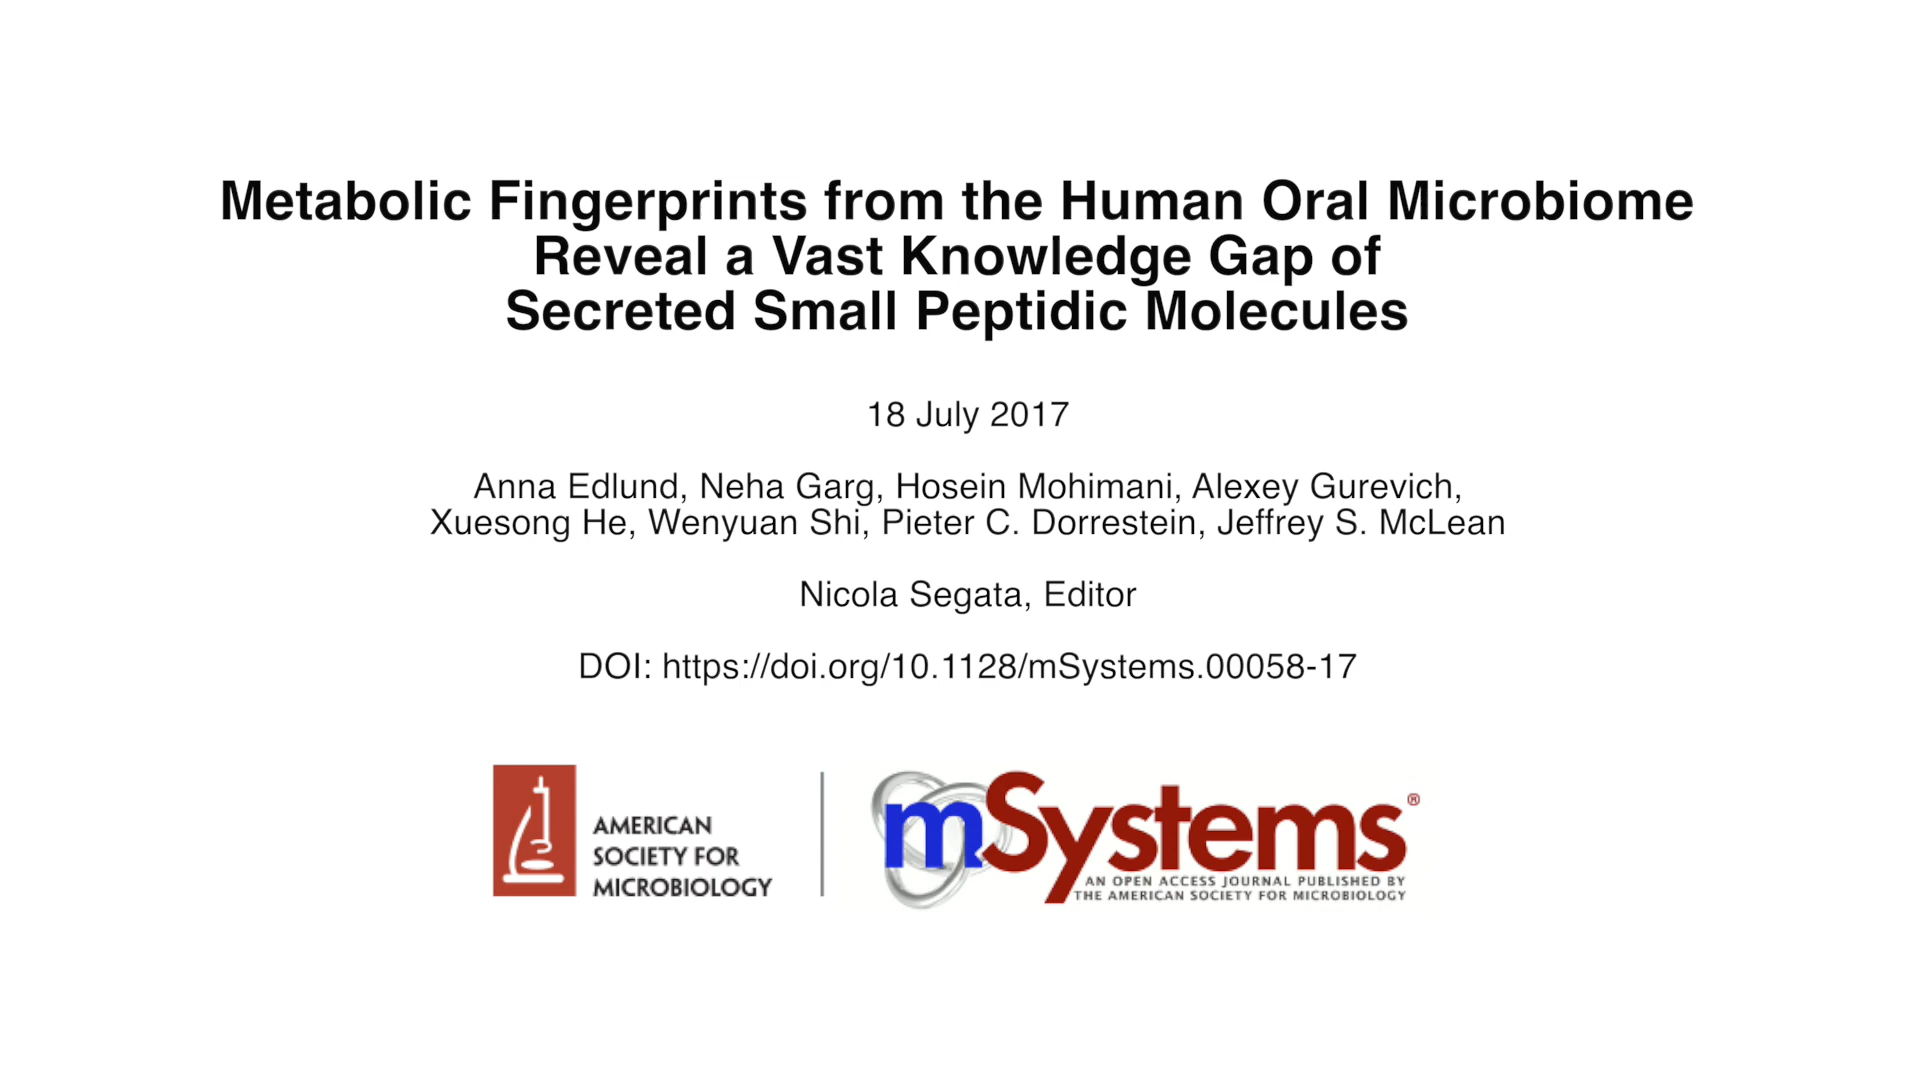 Metabolic Fingerprints from the Human Oral Microbiome
Reveal a Vast Knowledge Gap of
Secreted Small Peptidic Molecules
18 July 2017
Anna Edlund, Neha Garg, Hosein Mohimani, Alexey Gurevich,
Xuesong He, Wenyuan Shi, Pieter C. Dorrestein, Jeffrey S. McLean
Nicola Segata, Editor
DOI: https://doi.org/10.1128/mSystems.00058-17
AMERICAN
SOCIETY FOR
MICROBIOLOGY
mSystems®
AN OPEN ACCESS JOURNAL PUBLISHED BY
THE AMERICAN SOCIETY FOR MICROBIOLOGY